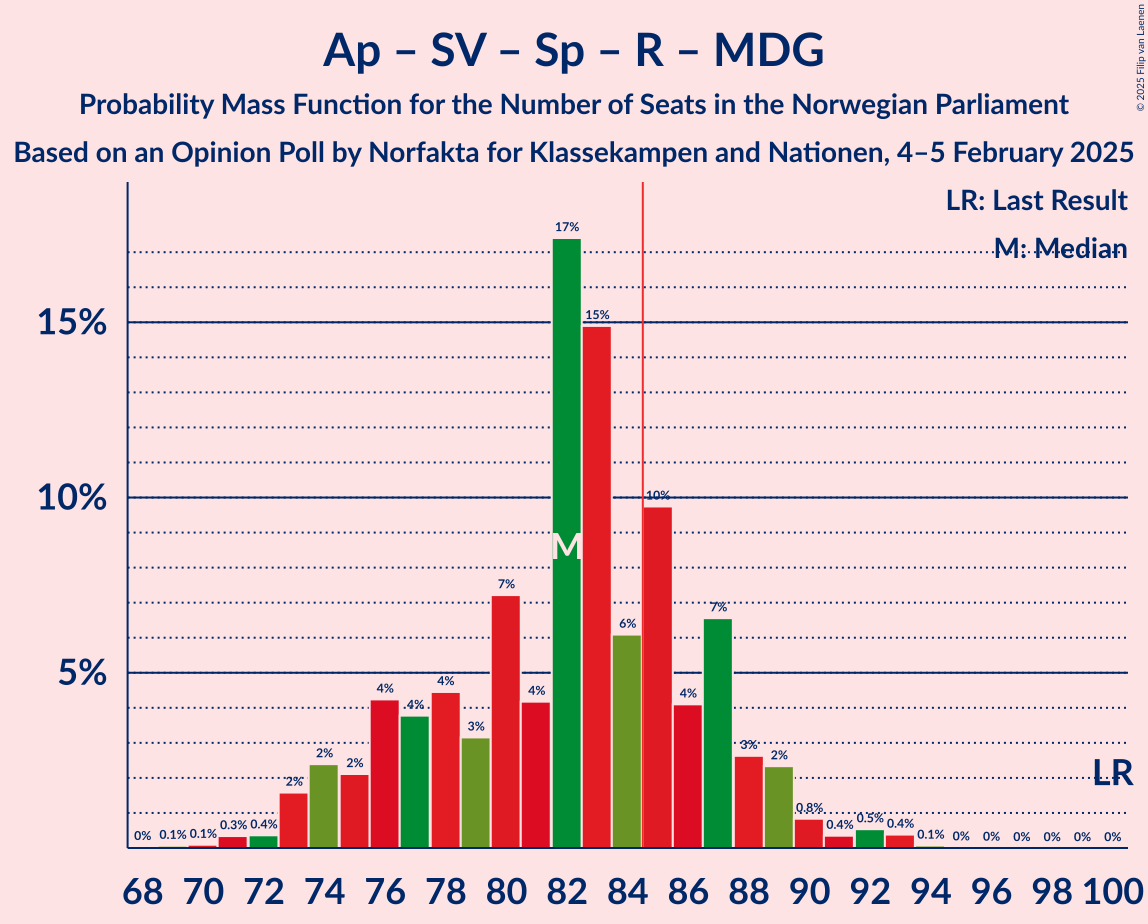 Ap – SV – Sp – R – MDG
Probability Mass Function for the Number of Seats in the Norwegian Parliament
Based on an Opinion Poll by Norfakta for Klassekampen and Nationen, 4–5 February 2025
© 2025 Filip van Laenen
LR: Last Result
M: Median
15%
10%
5%
0% 0.1% 0.1% 0.3% 0.4% 2% 2% 2% 4% 4% 4% 3% 7% 4% 17% 15% 6% 10% 4% 7% 3% 2% 0.8% 0.4% 0.5% 0.4% 0.1% 0% 0% 0% 0% 0% 0%
M
LR
68 70 72 74 76 78 80 82 84 86 88 90 92 94 96 98 100